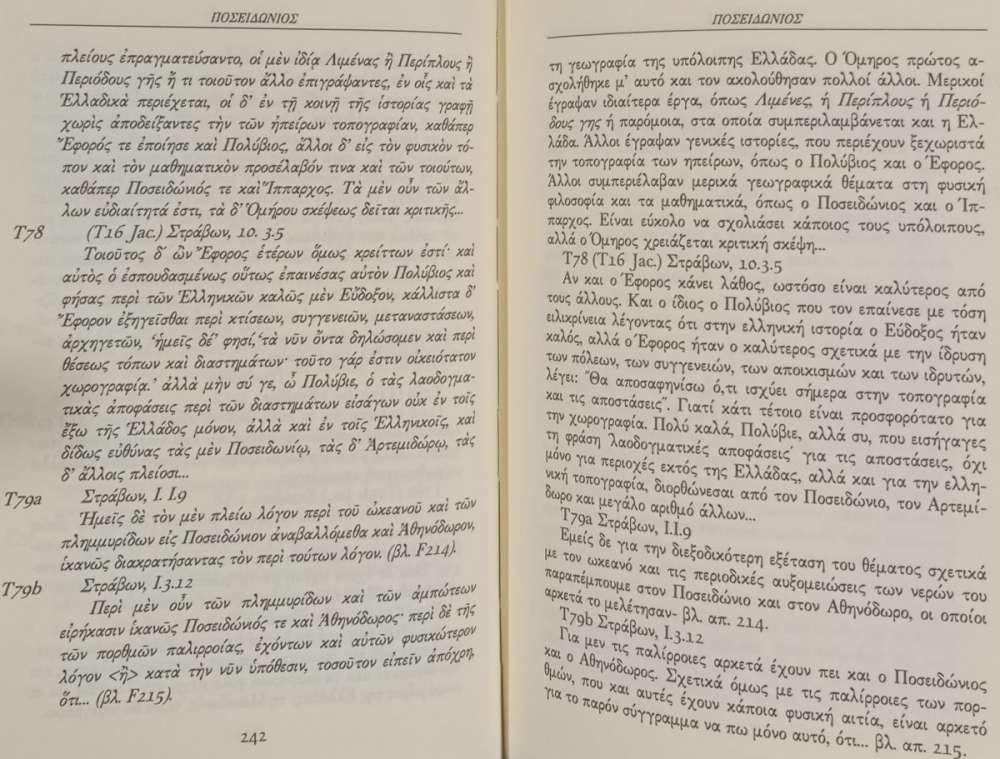 ΠΟΣΕΙΔΩΝΙΟΣ
πλείους ἐπραγματεύσαντο, οἱ μὲν ἰδίᾳ Λιμένας ἢ Περίπλους ἢ
Περιόδους γῆς ἤ τι τοιοῦτον ἄλλο ἐπιγράψαντες, ἐν οἷς καὶ τὰ
Ἑλλαδικὰ περιέχεται, οἱ δ' ἐν τῇ κοινῇ τῆς ἱστορίας γραφῇ
χωρὶς ἀποδείξαντες τὴν τῶν ἠπείρων τοπογραφίαν, καθάπερ
Ἔφορός τε ἐποίησε καὶ Πολύβιος, ἄλλοι δ' εἰς τὸν φυσικὸν τό-
πον καὶ τὸν μαθηματικὸν προσέλαβόν τινα καὶ τῶν τοιούτων,
καθάπερ Ποσειδώνιός τε καὶ Ἵππαρχος. Τὰ μὲν οὖν τῶν ἄλ-
λων εὐδιαίτητά ἐστι, τὰ δ' Ὁμήρου σκέψεως δεῖται κριτικῆς...
T78 (T16 Jac.) Στράβων, 10. 3.5
Τοιοῦτος δ' ὢν Ἔφορος ἑτέρων ὅμως κρείττων ἐστί· καὶ
αὐτὸς ὁ ἐσπουδασμένως οὕτως ἐπαινέσας αὐτὸν Πολύβιος καὶ
φήσας περὶ τῶν Ἑλληνικῶν καλῶς μὲν Εὔδοξον, κάλλιστα δ'
Ἔφορον ἐξηγεῖσθαι περὶ κτίσεων, συγγενειῶν, μεταναστάσεων,
ἀρχηγετῶν, 'ἡμεῖς δέ' φησί, 'τὰ νῦν ὄντα δηλώσομεν καὶ περὶ
θέσεως τόπων καὶ διαστημάτων· τοῦτο γάρ ἐστιν οἰκειότατον
χωρογραφίᾳ.' ἀλλὰ μὴν σύ γε, ὦ Πολύβιε, ὁ τὰς λαοδογμα-
τικὰς ἀποφάσεις περὶ τῶν διαστημάτων εἰσάγων οὐκ ἐν τοῖς
ἔξω τῆς Ἑλλάδος μόνον, ἀλλὰ καὶ ἐν τοῖς Ἑλληνικοῖς, καὶ
δίδως εὐθύνας τὰς μὲν Ποσειδωνίῳ, τὰς δ' Ἀρτεμιδώρῳ, τὰς
δ' ἄλλοις πλείοσι...
T79a Στράβων, I. I.9
Ἡμεῖς δὲ τὸν μὲν πλείω λόγον περὶ τοῦ ὠκεανοῦ καὶ τῶν
πλημμυρίδων εἰς Ποσειδώνιον ἀναβαλλόμεθα καὶ Ἀθηνόδωρον,
ἱκανῶς διακρατήσαντας τὸν περὶ τούτων λόγον. (βλ. F214).
T79b Στράβων, I.3.12
Περὶ μὲν οὖν τῶν πλημμυρίδων καὶ τῶν ἀμπώτεων
εἰρήκασιν ἱκανῶς Ποσειδώνιός τε καὶ Ἀθηνόδωρος· περὶ δὲ τῆς
τῶν πορθμῶν παλιρροίας, ἐχόντων καὶ αὐτῶν φυσικώτερον
λόγον <ἢ> κατὰ τὴν νῦν ὑπόθεσιν, τοσοῦτον εἰπεῖν ἀπόχρη,
ὅτι... (βλ. F215).
242
ΠΟΣΕΙΔΩΝΙΟΣ
τη γεωγραφία της υπόλοιπης Ελλάδας. Ο Όμηρος πρώτος α-
σχολήθηκε μ' αυτό και τον ακολούθησαν πολλοί άλλοι. Μερικοί
έγραψαν ιδιαίτερα έργα, όπως Λιμένες, ή Περίπλους ή Περιό-
δους γης ή παρόμοια, στα οποία συμπεριλαμβάνεται και η Ελ-
λάδα. Άλλοι έγραψαν γενικές ιστορίες, που περιέχουν ξεχωριστά
την τοπογραφία των ηπείρων, όπως ο Πολύβιος και ο Έφορος.
Άλλοι συμπεριέλαβαν μερικά γεωγραφικά θέματα στη φυσική
φιλοσοφία και τα μαθηματικά, όπως ο Ποσειδώνιος και ο Ίπ-
παρχος. Είναι εύκολο να σχολιάσει κάποιος τους υπόλοιπους,
αλλά ο Όμηρος χρειάζεται κριτική σκέψη...
T78 (T16 Jac.) Στράβων, 10.3.5
Αν και ο Έφορος κάνει λάθος, ωστόσο είναι καλύτερος από
τους άλλους. Και ο ίδιος ο Πολύβιος που τον επαίνεσε με τόση
ειλικρίνεια λέγοντας ότι στην ελληνική ιστορία ο Εύδοξος ήταν
καλός, αλλά ο Έφορος ήταν ο καλύτερος σχετικά με την ίδρυση
των πόλεων, των συγγενειών, των αποικισμών και των ιδρυτών,
λέγει: "Θα αποσαφηνίσω ό,τι ισχύει σήμερα στην τοπογραφία
και τις αποστάσεις". Γιατί κάτι τέτοιο είναι προσφορότατο για
την χωρογραφία. Πολύ καλά, Πολύβιε, αλλά συ, που εισήγαγες
τη φράση 'λαοδογματικές αποφάσεις' για τις αποστάσεις, όχι
μόνο για περιοχές εκτός της Ελλάδας, αλλά και για την ελλη-
νική τοπογραφία, διορθώνεσαι από τον Ποσειδώνιο, τον Αρτεμί-
δωρο και μεγάλο αριθμό άλλων...
T79a Στράβων, I.I.9
Εμείς δε για την διεξοδικότερη εξέταση του θέματος σχετικά
με τον ωκεανό και τις περιοδικές αυξομειώσεις των νερών του
παραπέμπουμε στον Ποσειδώνιο και στον Αθηνόδωρο, οι οποίοι
αρκετά το μελέτησαν- βλ. απ. 214.
T79b Στράβων, I.3.12
Για μεν τις παλίρροιες αρκετά έχουν πει και ο Ποσειδώνιος
και ο Αθηνόδωρος. Σχετικά όμως με τις παλίρροιες των πορ-
θμών, που και αυτές έχουν κάποια φυσική αιτία, είναι αρκετό
για το παρόν σύγγραμμα να πω μόνο αυτό, ότι... βλ. απ. 215.